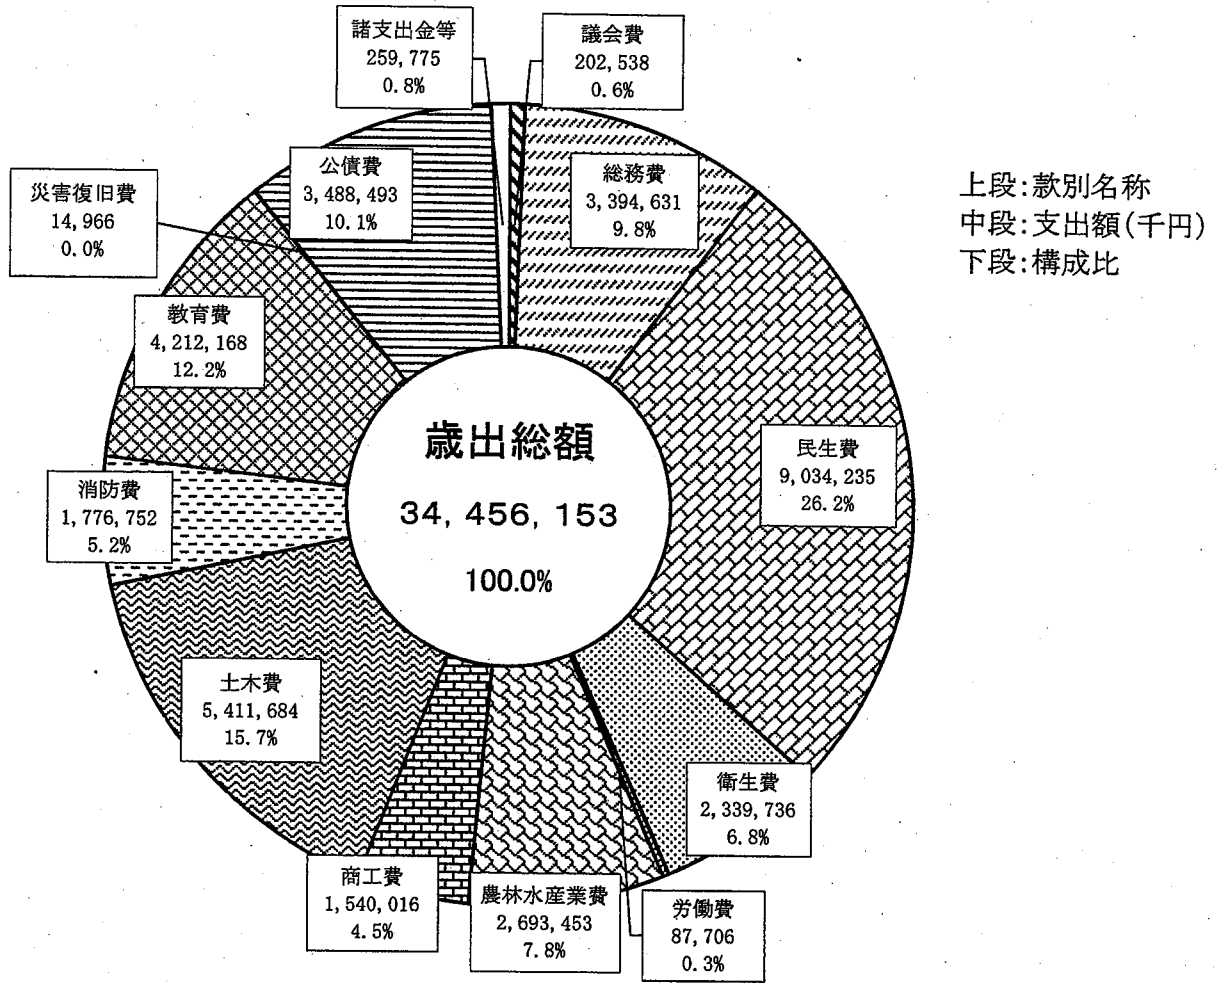 諸支出金等
259,775
0.8%
議会費
202,538
0.6%
公債費
3,488,493
10.1%
総務費
3,394,631
9.8%
上段:款別名称
中段:支出額(千円)
下段:構成比
災害復旧費
14,966
0.0%
教育費
4,212,168
12.2%
歳出総額
34,456,153
100.0%
民生費
9,034,235
26.2%
消防費
1,776,752
5.2%
土木費
5,411,684
15.7%
衛生費
2,339,736
6.8%
商工費
1,540,016
4.5%
農林水産業費
2,693,453
7.8%
労働費
87,706
0.3%